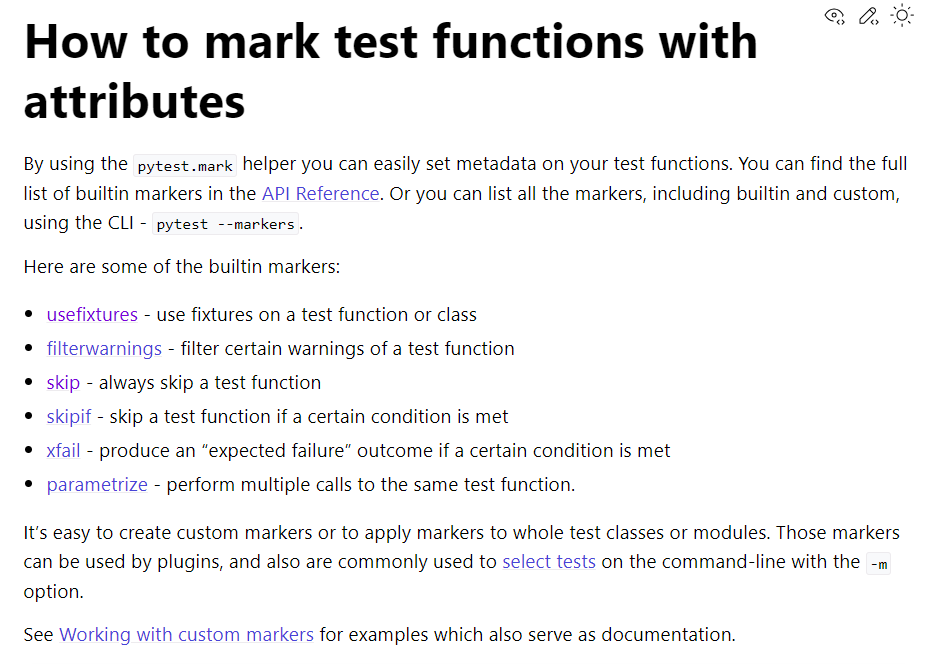 How to mark test functions with
attributes
By using the pytest.mark helper you can easily set metadata on your test functions. You can find the full
list of builtin markers in the API Reference. Or you can list all the markers, including builtin and custom,
using the CLI - pytest --markers.
Here are some of the builtin markers:
• usefixtures - use fixtures on a test function or class
• filterwarnings - filter certain warnings of a test function
• skip - always skip a test function
• skipif - skip a test function if a certain condition is met
• xfail - produce an “expected failure” outcome if a certain condition is met
• parametrize - perform multiple calls to the same test function.
It’s easy to create custom markers or to apply markers to whole test classes or modules. Those markers
can be used by plugins, and also are commonly used to select tests on the command-line with the -m
option.
See Working with custom markers for examples which also serve as documentation.